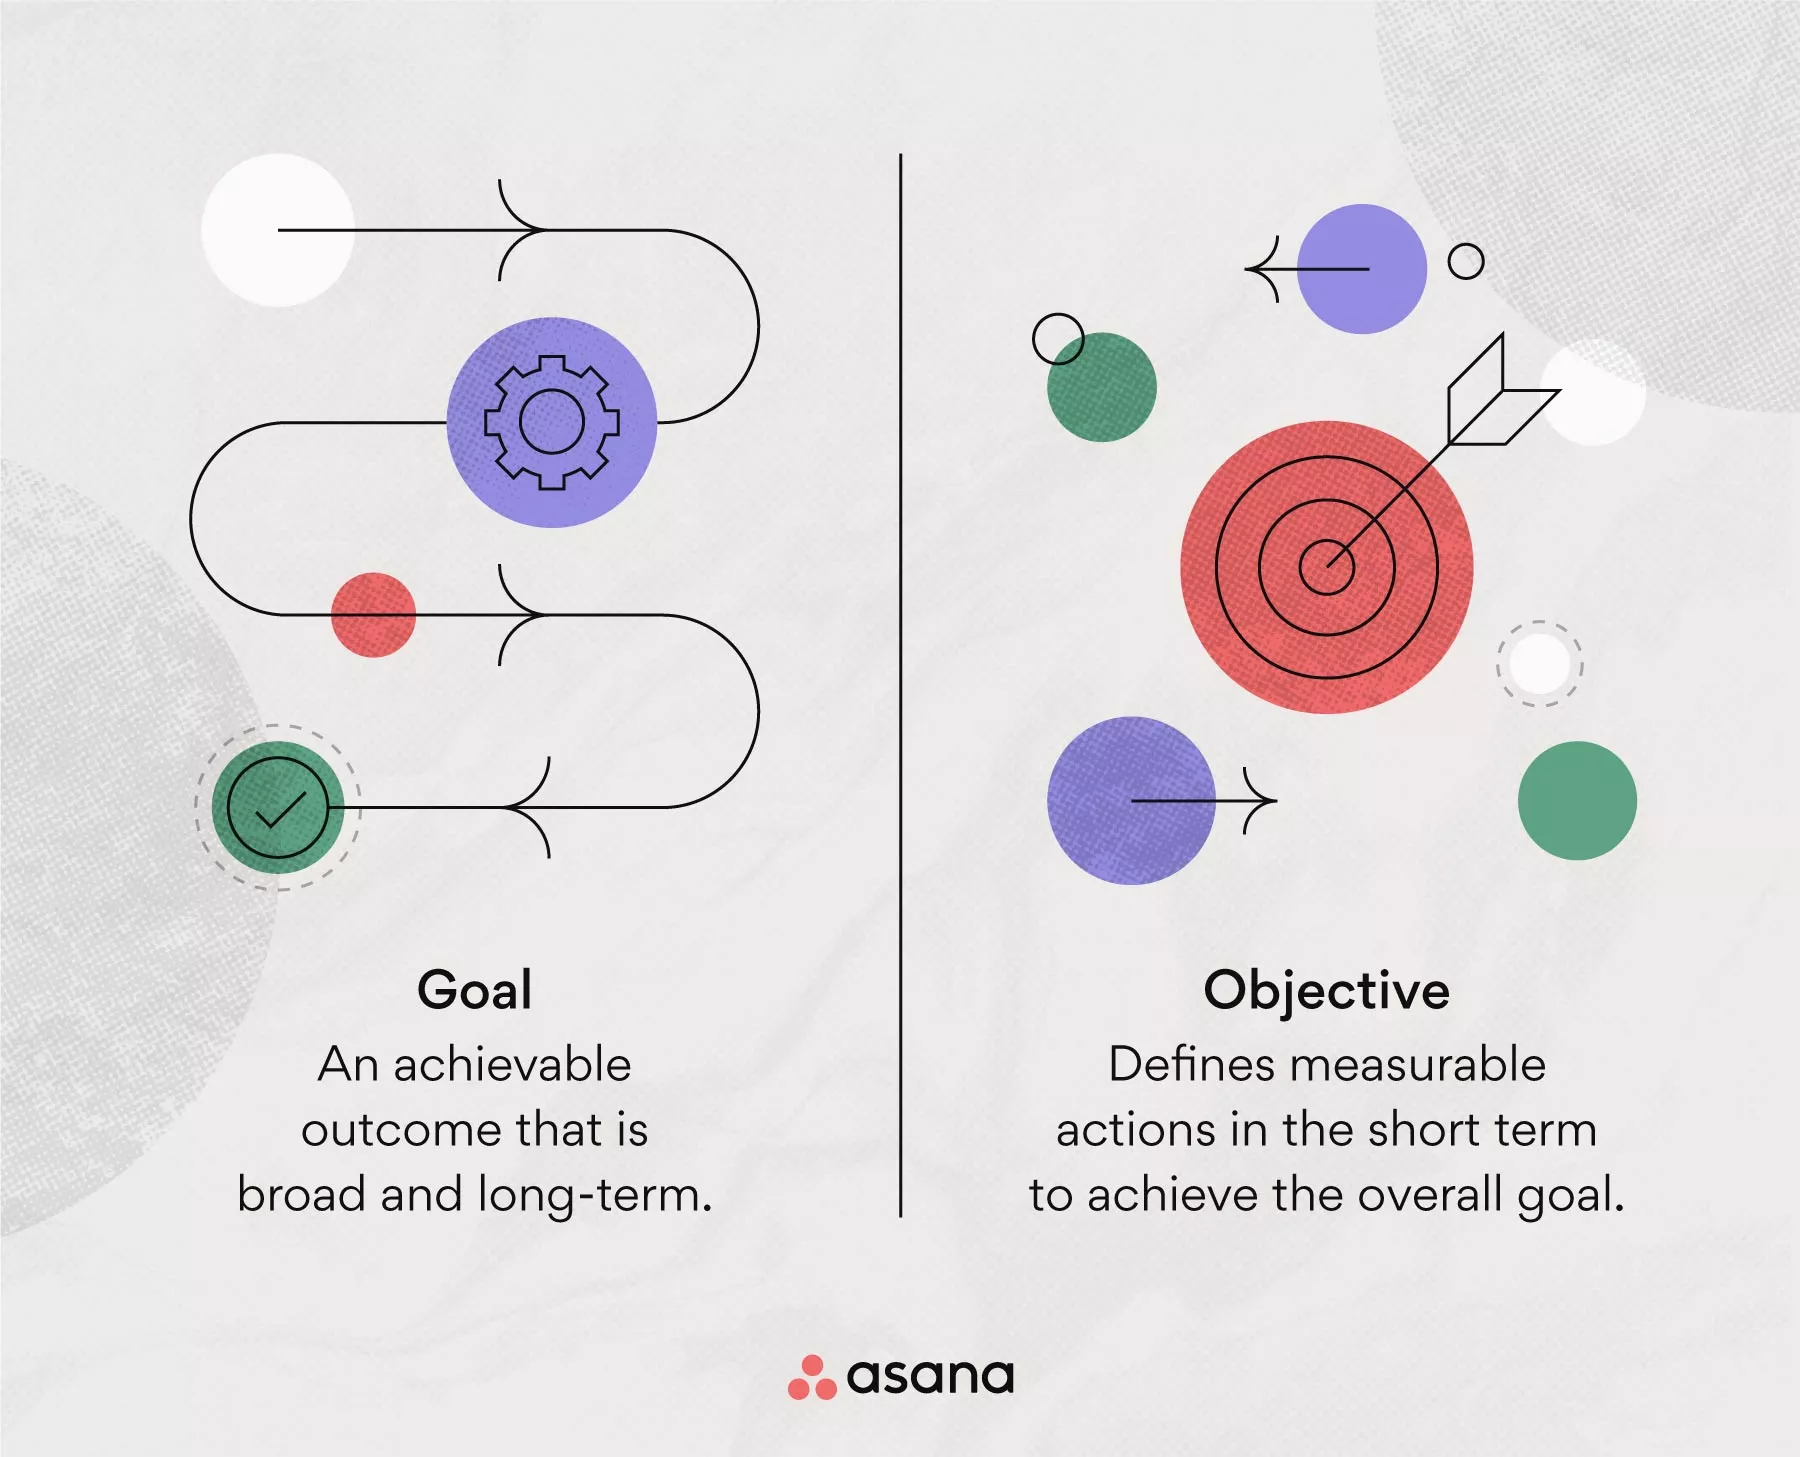 Goal
An achievable
outcome that is
broad and long-term.
Objective
Defines measurable
actions in the short term
to achieve the overall goal.
asana